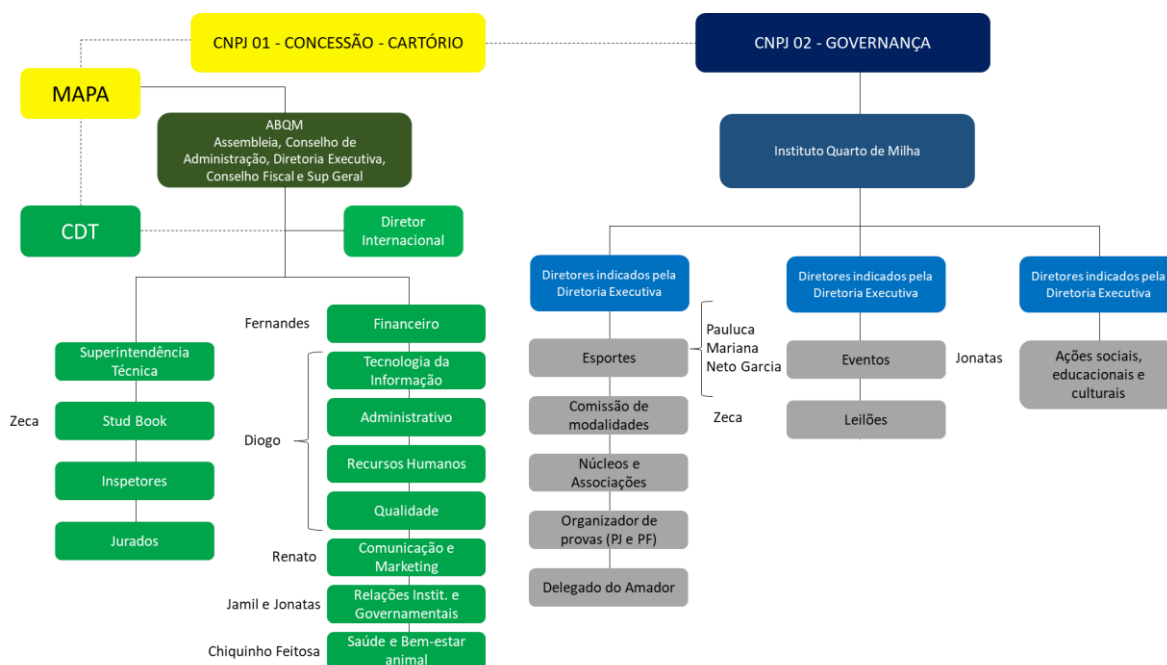 CNPJ 01 - CONCESSÃO - CARTÓRIO
CNPJ 02 - GOVERNANÇA
MAPA
ABQM
Assembleia, Conselho de
Administração, Diretoria Executiva,
Conselho Fiscal e Sup Geral
Instituto Quarto de Milha
CDT
Diretor
Internacional
Zeca
Superintendência
Técnica
Stud Book
Inspetores
Jurados
Fernandes
Financeiro
Diogo
Tecnologia da
Informação
Administrativo
Recursos Humanos
Qualidade
Renato
Comunicação e
Marketing
Jamil e Jonatas
Relações Instit. e
Governamentais
Chiquinho Feitosa
Saúde e Bem-estar
animal
Diretores indicados pela
Diretoria Executiva
Esportes
Comissão de
modalidades
Núcleos e
Associações
Organizador de
provas (PJ e PF)
Delegado do Amador
Pauluca
Mariana
Neto Garcia
Zeca
Diretores indicados pela
Diretoria Executiva
Eventos
Leilões
Jonatas
Diretores indicados pela
Diretoria Executiva
Ações sociais,
educacionais e
culturais